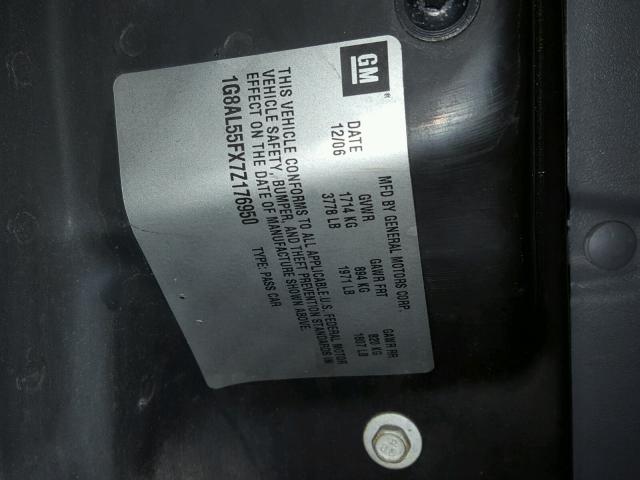 GM
MFD BY GENERAL MOTORS CORP.
DATE GVWR GAWR FRT GAWR RR
12/06 1714 KG 894 KG 820 KG
3778 LB 1971 LB 1807 LB
THIS VEHICLE CONFORMS TO ALL APPLICABLE U.S. FEDERAL MOTOR
VEHICLE SAFETY, BUMPER, AND THEFT PREVENTION STANDARDS IN
EFFECT ON THE DATE OF MANUFACTURE SHOWN ABOVE.
1G8AL55FX7Z176950 TYPE: PASS CAR